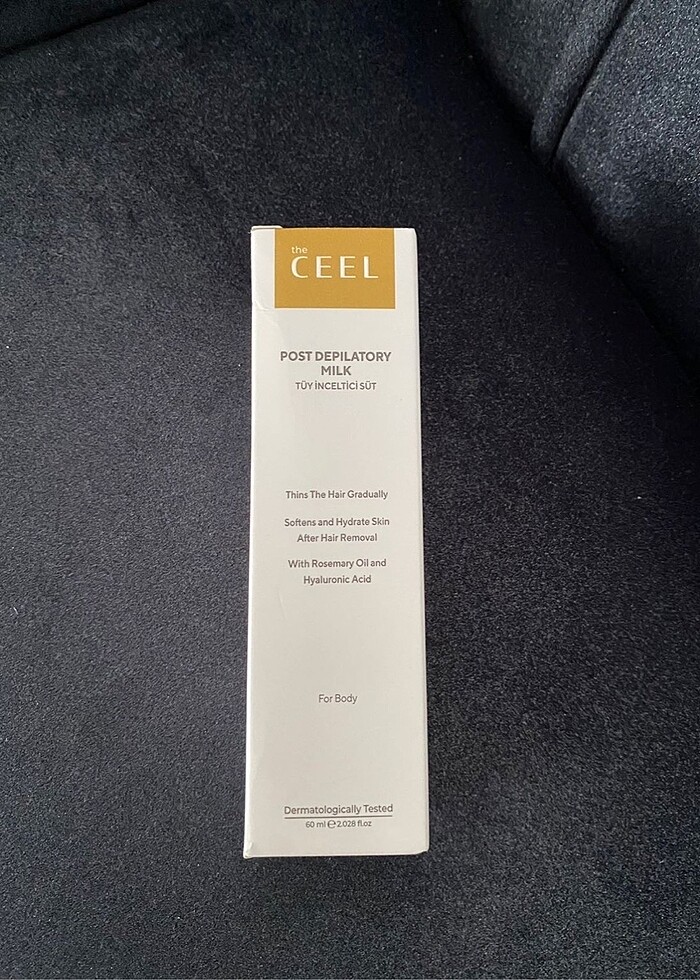 the
CEEL
POST DEPILATORY
MILK
TÜY İNCELTİCİ SÜT
Thins The Hair Gradually
Softens and Hydrate Skin
After Hair Removal
With Rosemary Oil and
Hyaluronic Acid
For Body
Dermatologically Tested
60 ml ℮ 2.028 fl.oz